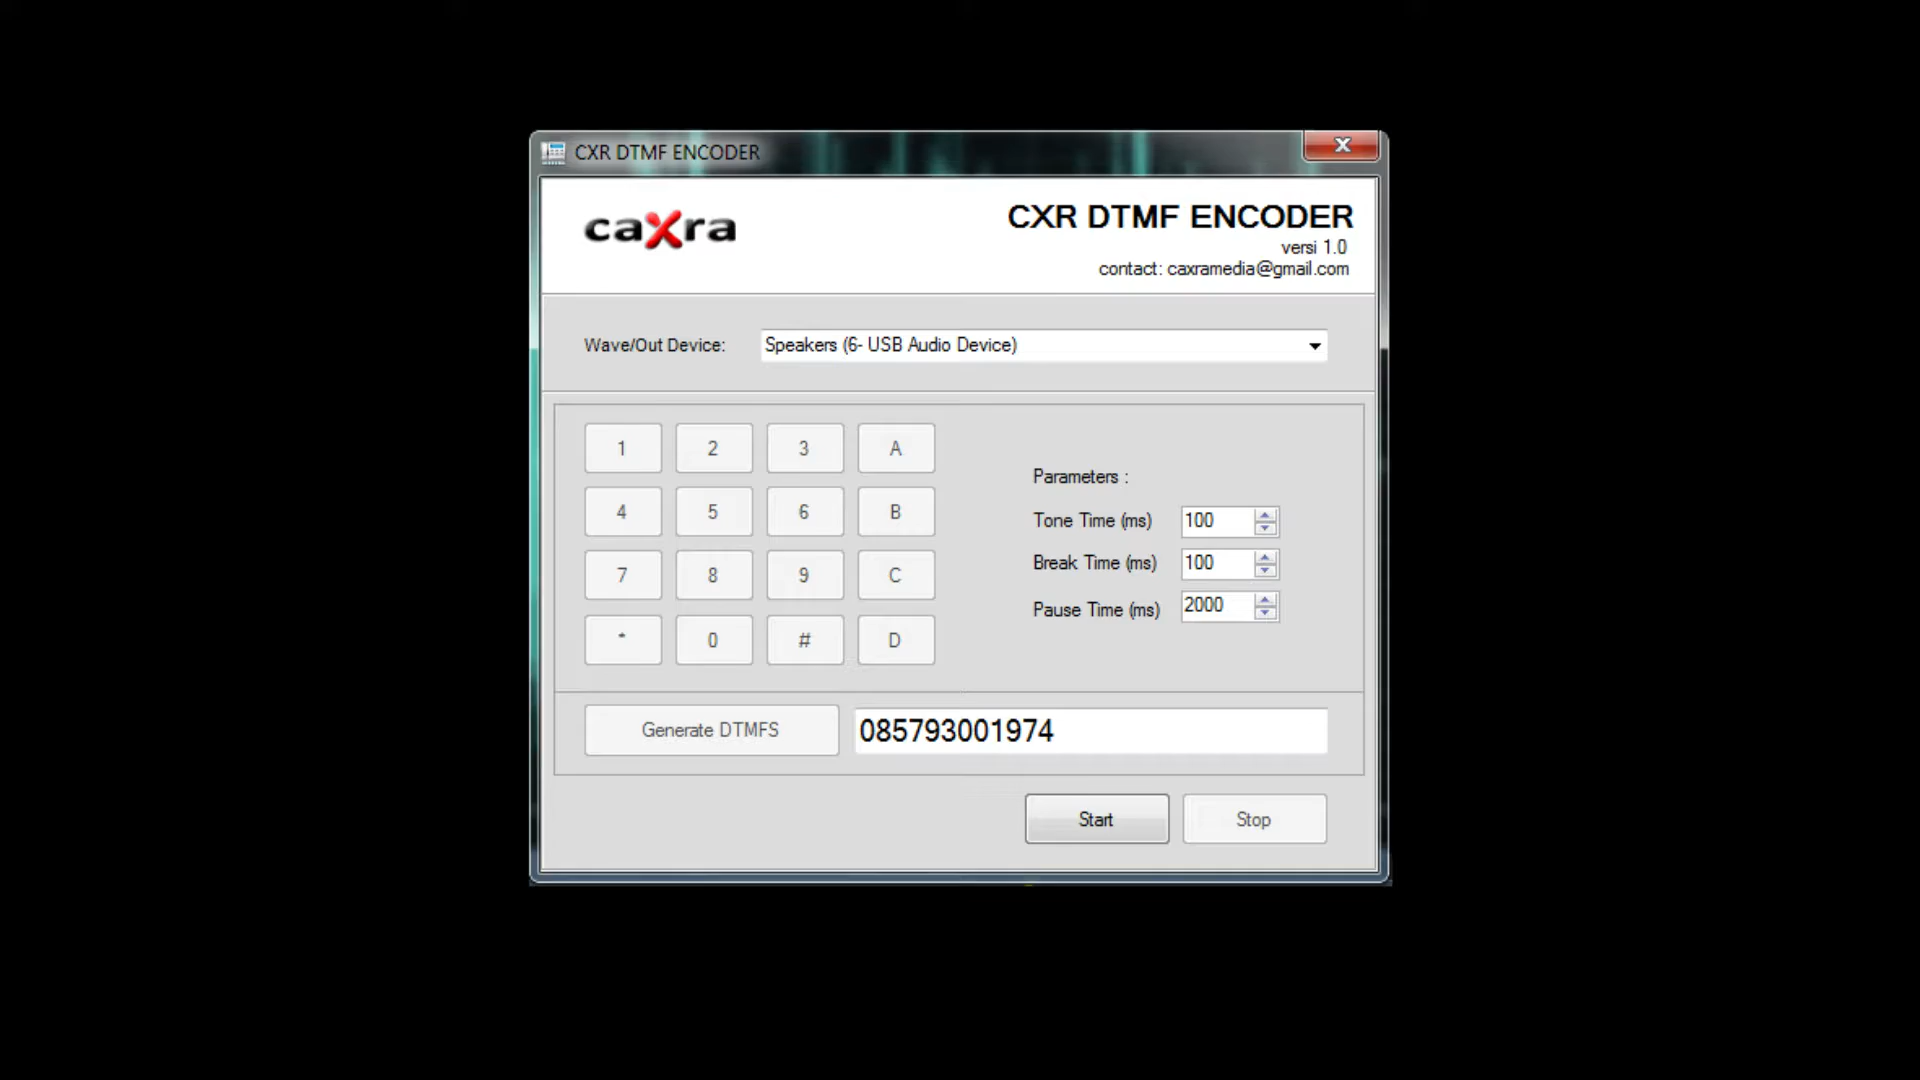 CXR DTMF ENCODER
caxra
CXR DTMF ENCODER
versi 1.0
contact: caxramedia@gmail.com
Wave/Out Device:
Speakers (6- USB Audio Device)
1 2 3 A
4 5 6 B
7 8 9 C
* 0 # D
Parameters :
Tone Time (ms) 100
Break Time (ms) 100
Pause Time (ms) 2000
Generate DTMFS
085793001974
Start
Stop